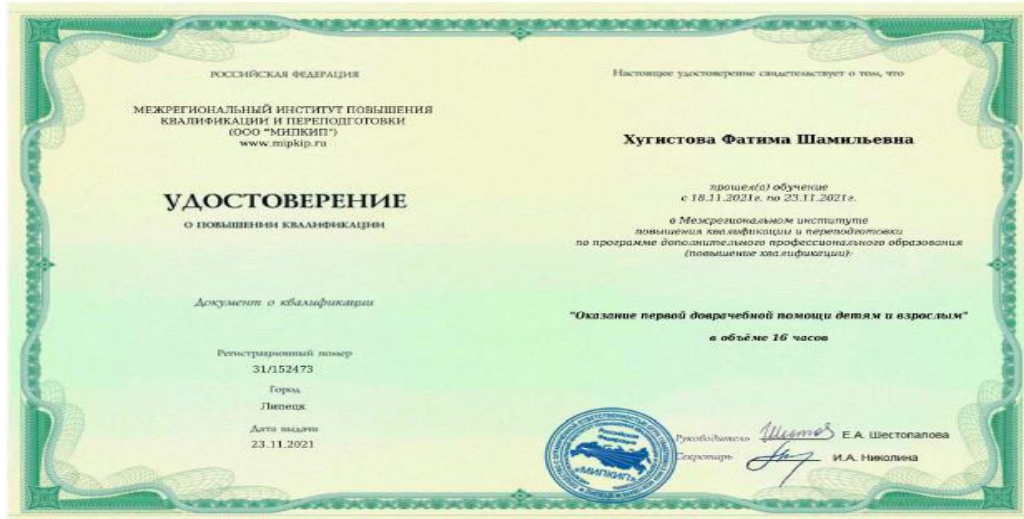 РОССИЙСКАЯ ФЕДЕРАЦИЯ
МЕЖРЕГИОНАЛЬНЫЙ ИНСТИТУТ ПОВЫШЕНИЯ
КВАЛИФИКАЦИИ И ПЕРЕПОДГОТОВКИ
(ООО "МИПКИП")
www.mipkip.ru
УДОСТОВЕРЕНИЕ
О ПОВЫШЕНИИ КВАЛИФИКАЦИИ
Документ о квалификации
Регистрационный номер
31/152473
Город
Липецк
Дата выдачи
23.11.2021
Настоящее удостоверение свидетельствует о том, что
Хугистова Фатима Шамильевна
прошел(а) обучение
с 18.11.2021г. по 23.11.2021г.
в Межрегиональном институте
повышения квалификации и переподготовки
по программе дополнительного профессионального образования
(повышение квалификации):
"Оказание первой доврачебной помощи детям и взрослым"
в объёме 16 часов
Российская
Федерация
«МИПКИП»
Руководитель Е.А. Шестопалова
Секретарь И.А. Николина